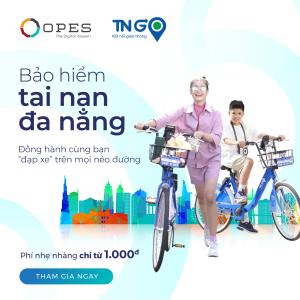 OPES
The Digital Insurer
TNGO
Kết nối giao thông
Bảo hiểm
tai nạn
đa nẵng
Đồng hành cùng bạn
"đạp xe" trên mọi nẻo đường
Phí nhẹ nhàng chỉ từ 1.000đ
THAM GIA NGAY